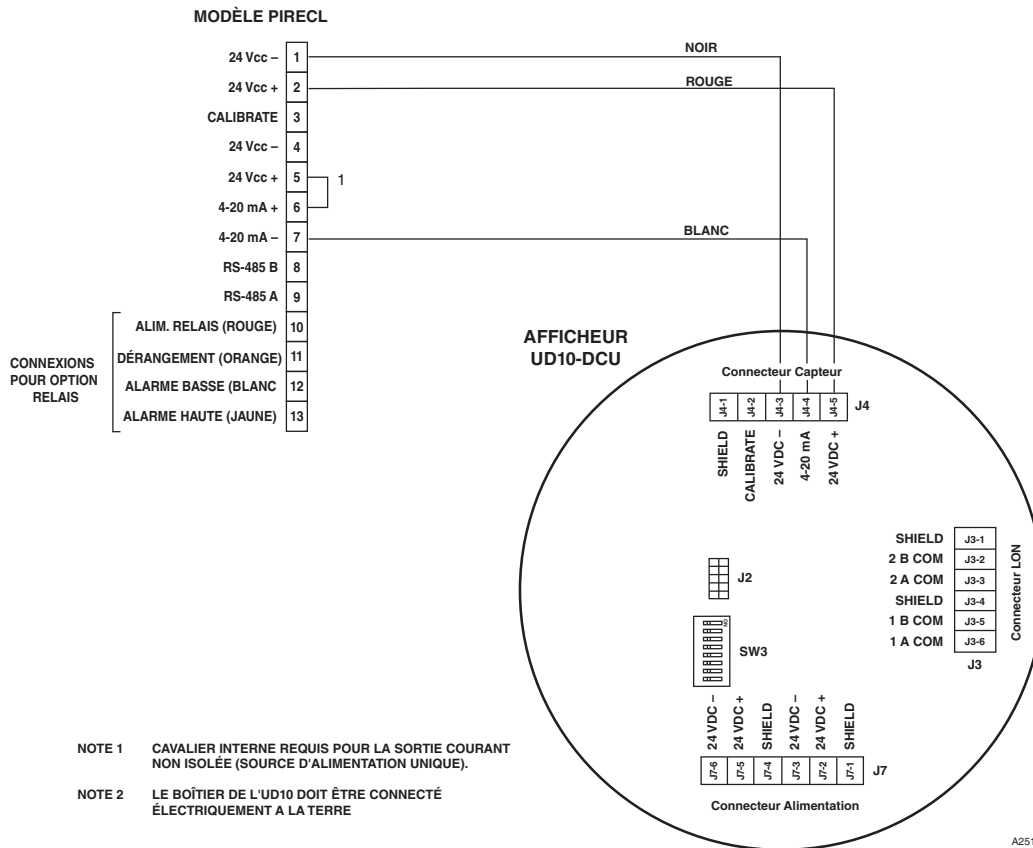 MODÈLE PIRECL
24 Vcc – 1
24 Vcc + 2
CALIBRATE 3
24 Vcc – 4
24 Vcc + 5
4-20 mA + 6
4-20 mA – 7
RS-485 B 8
RS-485 A 9
ALIM. RELAIS (ROUGE) 10
DÉRANGEMENT (ORANGE) 11
ALARME BASSE (BLANC 12
ALARME HAUTE (JAUNE) 13
1
NOIR
ROUGE
BLANC
CONNEXIONS
POUR OPTION
RELAIS
AFFICHEUR
UD10-DCU
Connecteur Capteur
J4-1 J4-2 J4-3 J4-4 J4-5 J4
SHIELD
CALIBRATE
24 VDC –
4-20 mA
24 VDC +
J2
ON
SW3
SHIELD J3-1
2 B COM J3-2
2 A COM J3-3
SHIELD J3-4
1 B COM J3-5
1 A COM J3-6
J3
Connecteur LON
24 VDC –
24 VDC +
SHIELD
24 VDC –
24 VDC +
SHIELD
J7-6 J7-5 J7-4 J7-3 J7-2 J7-1 J7
Connecteur Alimentation
NOTE 1 CAVALIER INTERNE REQUIS POUR LA SORTIE COURANT
NON ISOLÉE (SOURCE D'ALIMENTATION UNIQUE).
NOTE 2 LE BOÎTIER DE L'UD10 DOIT ÊTRE CONNECTÉ
ÉLECTRIQUEMENT A LA TERRE
A251